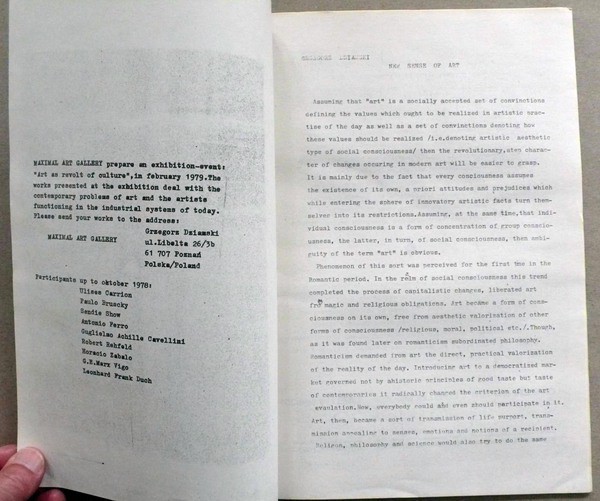 MAXIMAL ART GALLERY prepare an exhibition-event:
"Art as revolt of culture",in february 1979.The
works presented at the exhibition deal with the
contemporary problems of art and the artists
functioning in the industrial systems of today.
Please send your works to the address:
Grzegorz Dziamski
MAXIMAL ART GALLERY
ul.Libelta 26/3b
61 707 Poznań
Polska/Poland
Participants up to oktober 1978:
Ulises Carrion
Paulo Bruscky
Sandie Show
Antonio Ferro
Guglielmo Achille Cavellini
Robert Rehfeld
Horacio Zabalo
G.E.Marx Vigo
Leonhard Frank Duch
NEW SENSE OF ART
Assuming that "art" is a socially accepted set of convinctions
defining the values which ought to be realized in artistic prac-
tise of the day as well as a set of convinctions denoting how
these values should be realized /i.e.denoting artistic aesthetic
type of social consciousness/ then the revolutionary,step charac-
ter of changes occuring in modern art will be easier to grasp.
It is mainly due to the fact that every conciousness assumes
the existence of its own, a priori attitudes and prejudices which
while entering the sphere of innovatory artistic facts turn them-
selver into its restrictions.Assuming, at the same time,that indi-
vidual consciousness is a form of concentration of group conscio-
usness, the latter, in turn, of social consciousness, then ambi-
guity of the term "art" is obvious.
Phenomenon of this sort was perceived for the first time in the
Romantic period. In the realm of social consciousness this trend
completed the process of capitalistic changes, liberated art
from magic and religious obligations. Art became a form of cons-
ciousness on its own, free from aesthetic valorization of other
forms of consciousness /religious, moral, political etc./.Though,
as it was found later on romanticism subordinated philosophy.
Romanticism demanded from art the direct, practical valorization
of the reality of the day. Introducing art to a democratized mar-
ket governed not by ahistoric principles of good taste but taste
of contemporaries it radically changed the criterion of the art
evaulation.Now, everybody could and even should participate in it.
Art, then, became a sort of transmission of life support, trans-
mission appealing to senses, emotions and notions of a recipient.
Religon, philosophy and science would also try to do the same